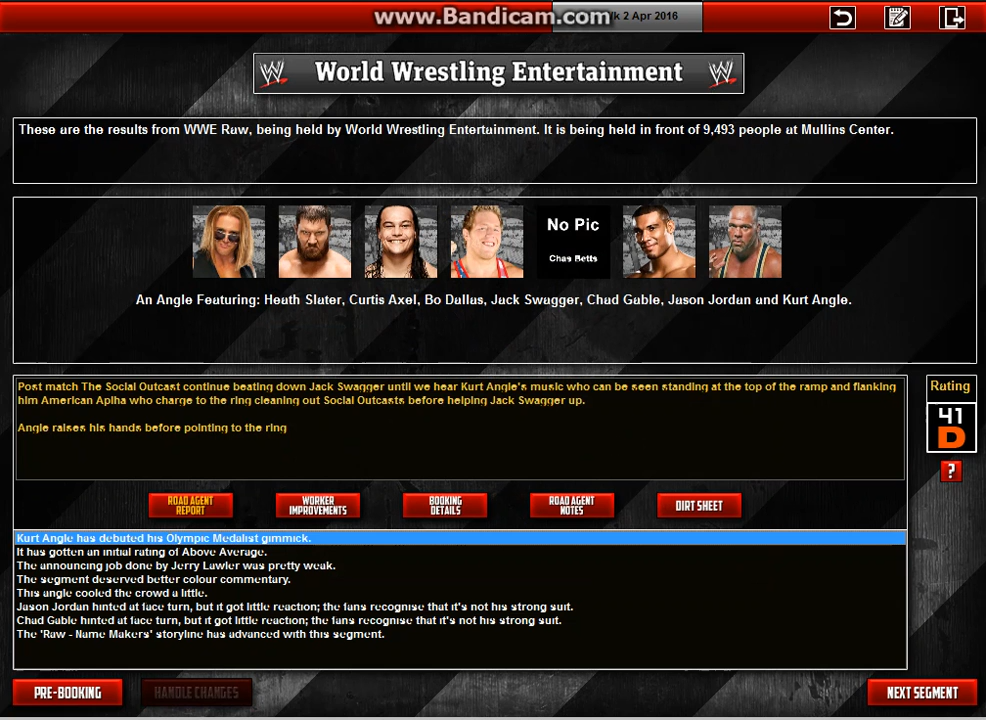 www.Bandicam.com
Wk 2 Apr 2016
World Wrestling Entertainment
These are the results from WWE Raw, being held by World Wrestling Entertainment. It is being held in front of 9,493 people at Mullins Center.
No Pic
Chas Betts
An Angle Featuring: Heath Slater, Curtis Axel, Bo Dallas, Jack Swagger, Chad Gable, Jason Jordan and Kurt Angle.
Post match The Social Outcast continue beating down Jack Swagger until we hear Kurt Angle's music who can be seen standing at the top of the ramp and flanking
him American Alpha who charge to the ring cleaning out Social Outcasts before helping Jack Swagger up.
Angle raises his hands before pointing to the ring
Rating
41
D
?
ROAD AGENT REPORT
WORKER IMPROVEMENTS
BOOKING DETAILS
ROAD AGENT NOTES
DIRT SHEET
Kurt Angle has debuted his Olympic Medalist gimmick.
It has gotten an initial rating of Above Average.
The announcing job done by Jerry Lawler was pretty weak.
The segment deserved better colour commentary.
This angle cooled the crowd a little.
Jason Jordan hinted at face turn, but it got little reaction; the fans recognise that it's not his strong suit.
Chad Gable hinted at face turn, but it got little reaction; the fans recognise that it's not his strong suit.
The 'Raw - Name Makers' storyline has advanced with this segment.
PRE-BOOKING
HANDLE CHANGES
NEXT SEGMENT